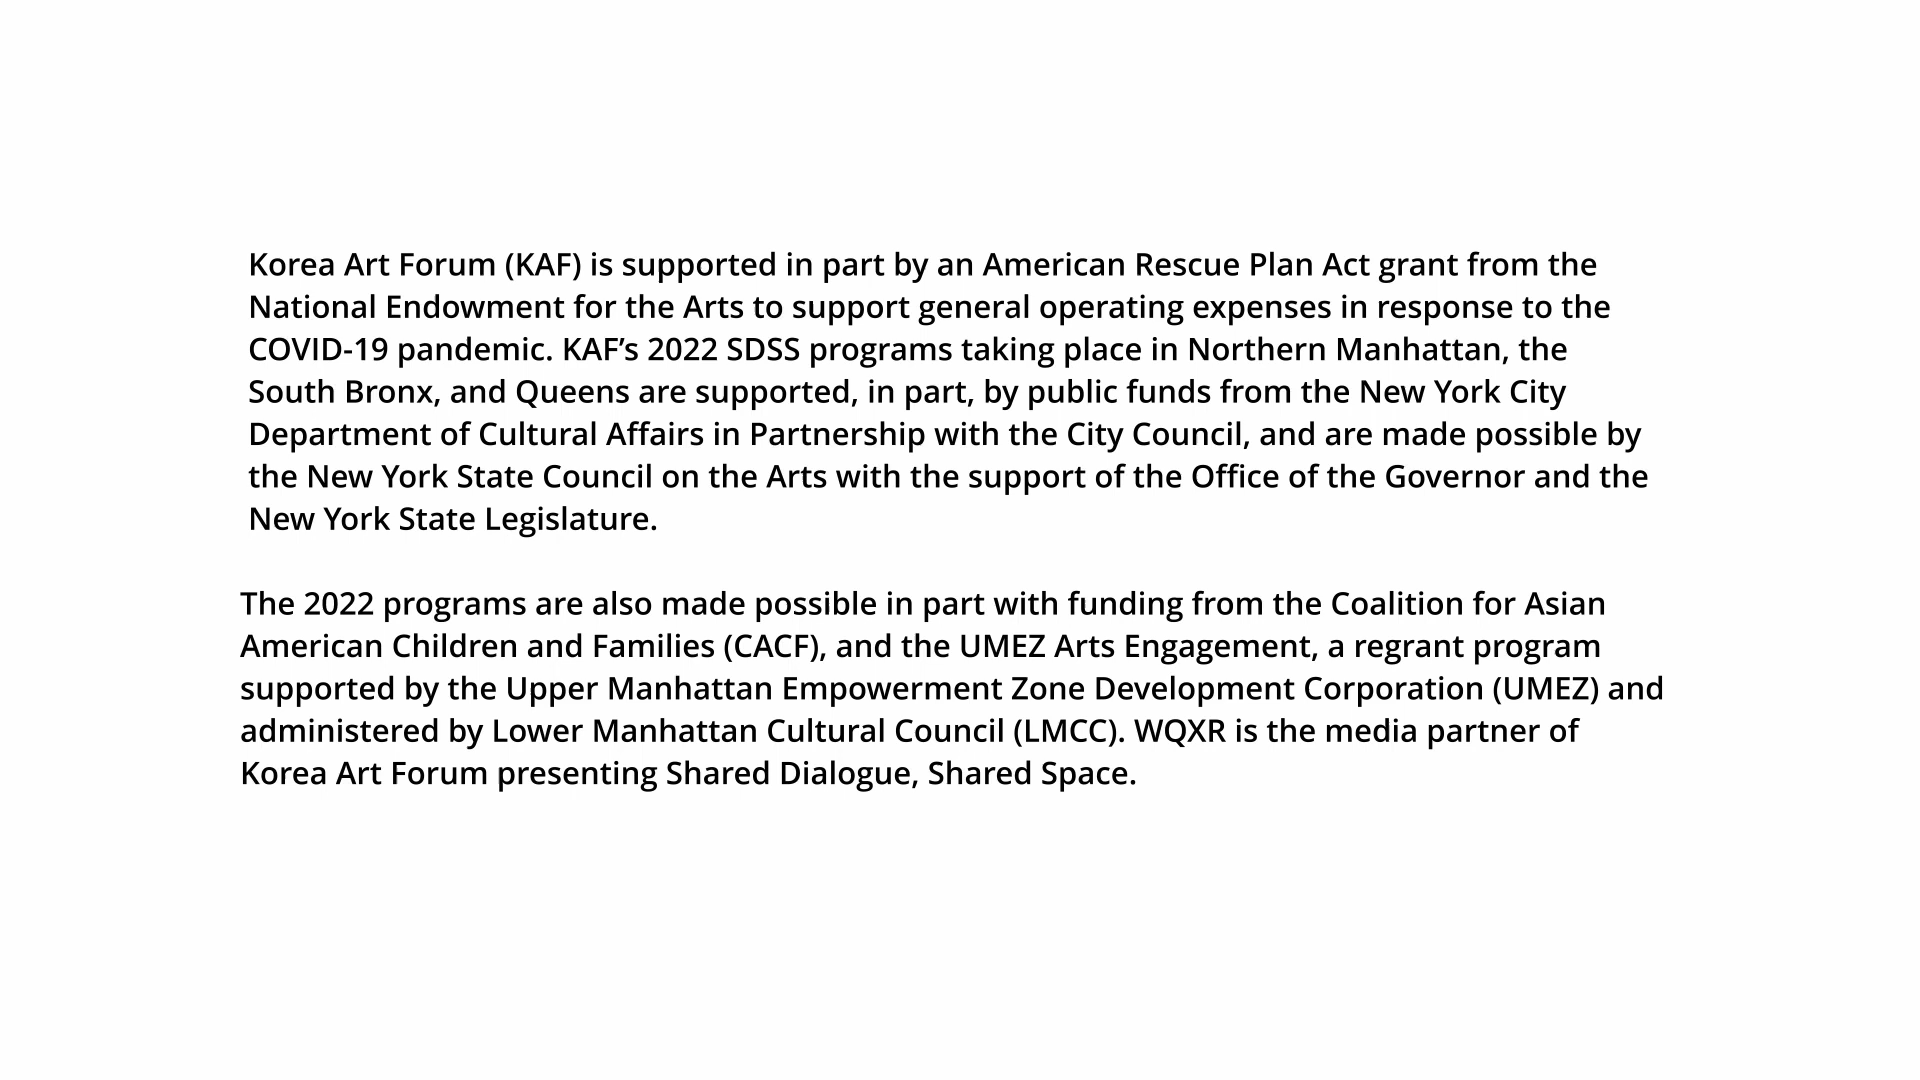 Korea Art Forum (KAF) is supported in part by an American Rescue Plan Act grant from the
National Endowment for the Arts to support general operating expenses in response to the
COVID-19 pandemic. KAF’s 2022 SDSS programs taking place in Northern Manhattan, the
South Bronx, and Queens are supported, in part, by public funds from the New York City
Department of Cultural Affairs in Partnership with the City Council, and are made possible by
the New York State Council on the Arts with the support of the Office of the Governor and the
New York State Legislature.
The 2022 programs are also made possible in part with funding from the Coalition for Asian
American Children and Families (CACF), and the UMEZ Arts Engagement, a regrant program
supported by the Upper Manhattan Empowerment Zone Development Corporation (UMEZ) and
administered by Lower Manhattan Cultural Council (LMCC). WQXR is the media partner of
Korea Art Forum presenting Shared Dialogue, Shared Space.